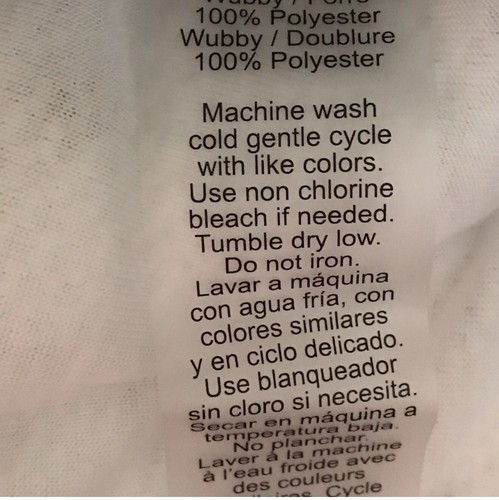 Wubby / Forro
100% Polyester
Wubby / Doublure
100% Polyester
Machine wash
cold gentle cycle
with like colors.
Use non chlorine
bleach if needed.
Tumble dry low.
Do not iron.
Lavar a máquina
con agua fría, con
colores similares
y en ciclo delicado.
Use blanqueador
sin cloro si necesita.
Secar en máquina a
temperatura baja.
No planchar.
Laver à la machine
à l'eau froide avec
des couleurs
Cycle